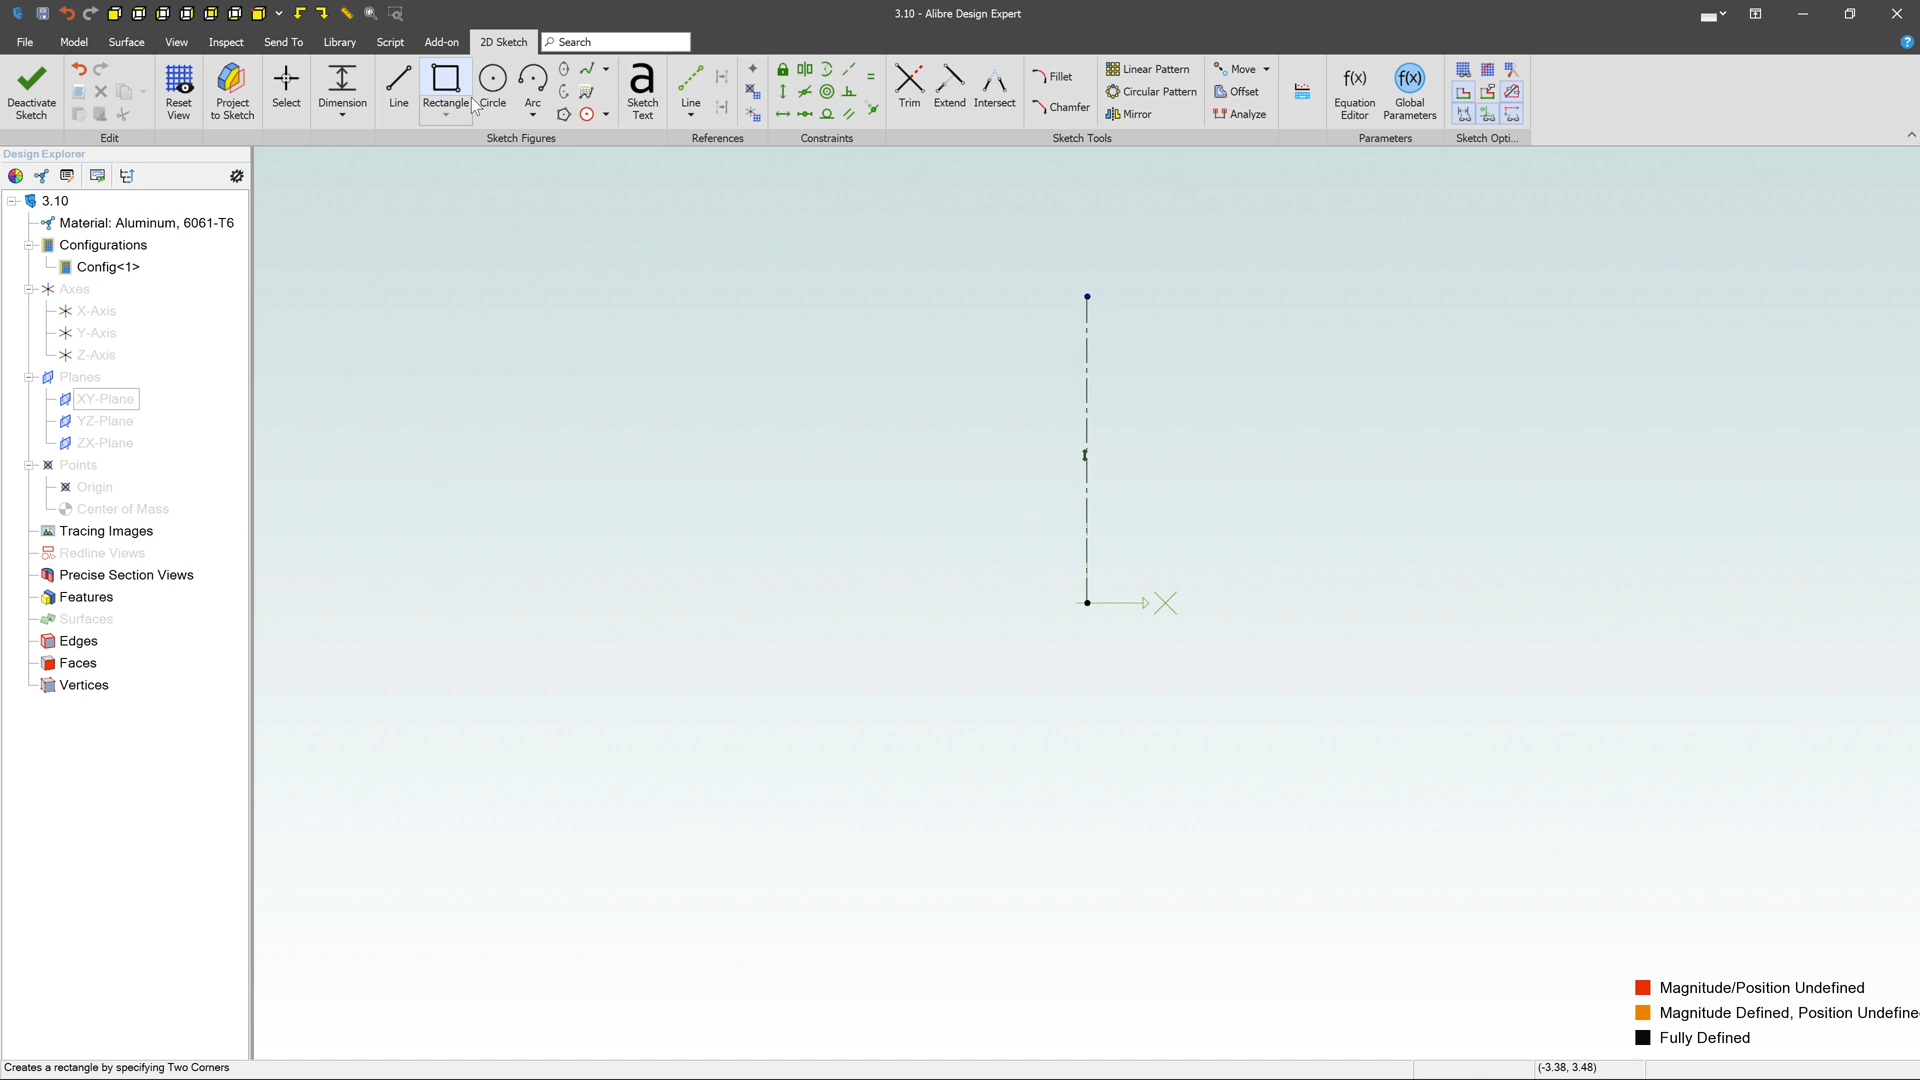 3.10 - Alibre Design Expert
File Model Surface View Inspect Send To Library Script Add-on 2D Sketch Search
Deactivate Sketch
Reset View
Project to Sketch
Select
Dimension
Line
Rectangle
Circle
Arc
a
Sketch Text
Line
Trim
Extend
Intersect
Fillet
Chamfer
Linear Pattern
Circular Pattern
Mirror
Move
Offset
Analyze
f(x)
Equation Editor
f(x)
Global Parameters
Edit
Sketch Figures
References
Constraints
Sketch Tools
Parameters
Sketch Opti...
Design Explorer
3.10
Material: Aluminum, 6061-T6
Configurations
Config<1>
Axes
X-Axis
Y-Axis
Z-Axis
Planes
XY-Plane
YZ-Plane
ZX-Plane
Points
Origin
Center of Mass
Tracing Images
Redline Views
Precise Section Views
Features
Surfaces
Edges
Faces
Vertices
X
Magnitude/Position Undefined
Magnitude Defined, Position Undefine
Fully Defined
Creates a rectangle by specifying Two Corners
(-3.38, 3.48)